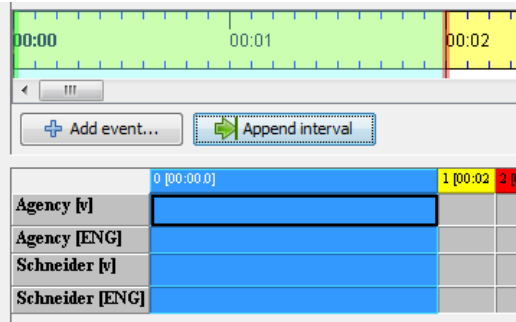 00:00 00:01 00:02
Add event... Append interval
0 [00:00.0] 1 [00:02 2 [
Agency [v]
Agency [ENG]
Schneider [v]
Schneider [ENG]